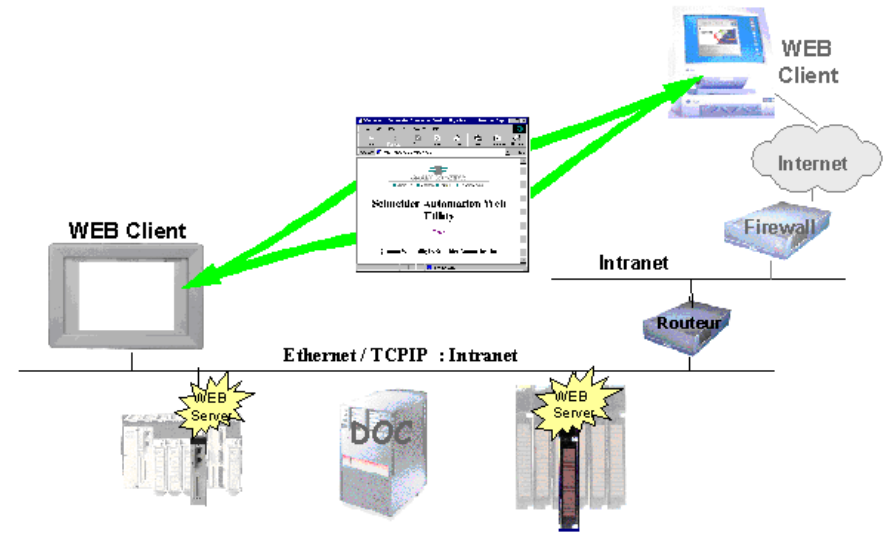 WEB
Client
Internet
Schneider Automation Web
Utility
WEB Client
Firewall
Intranet
Routeur
Ethernet / TCPIP : Intranet
WEB
Server
DOC
WEB
Server